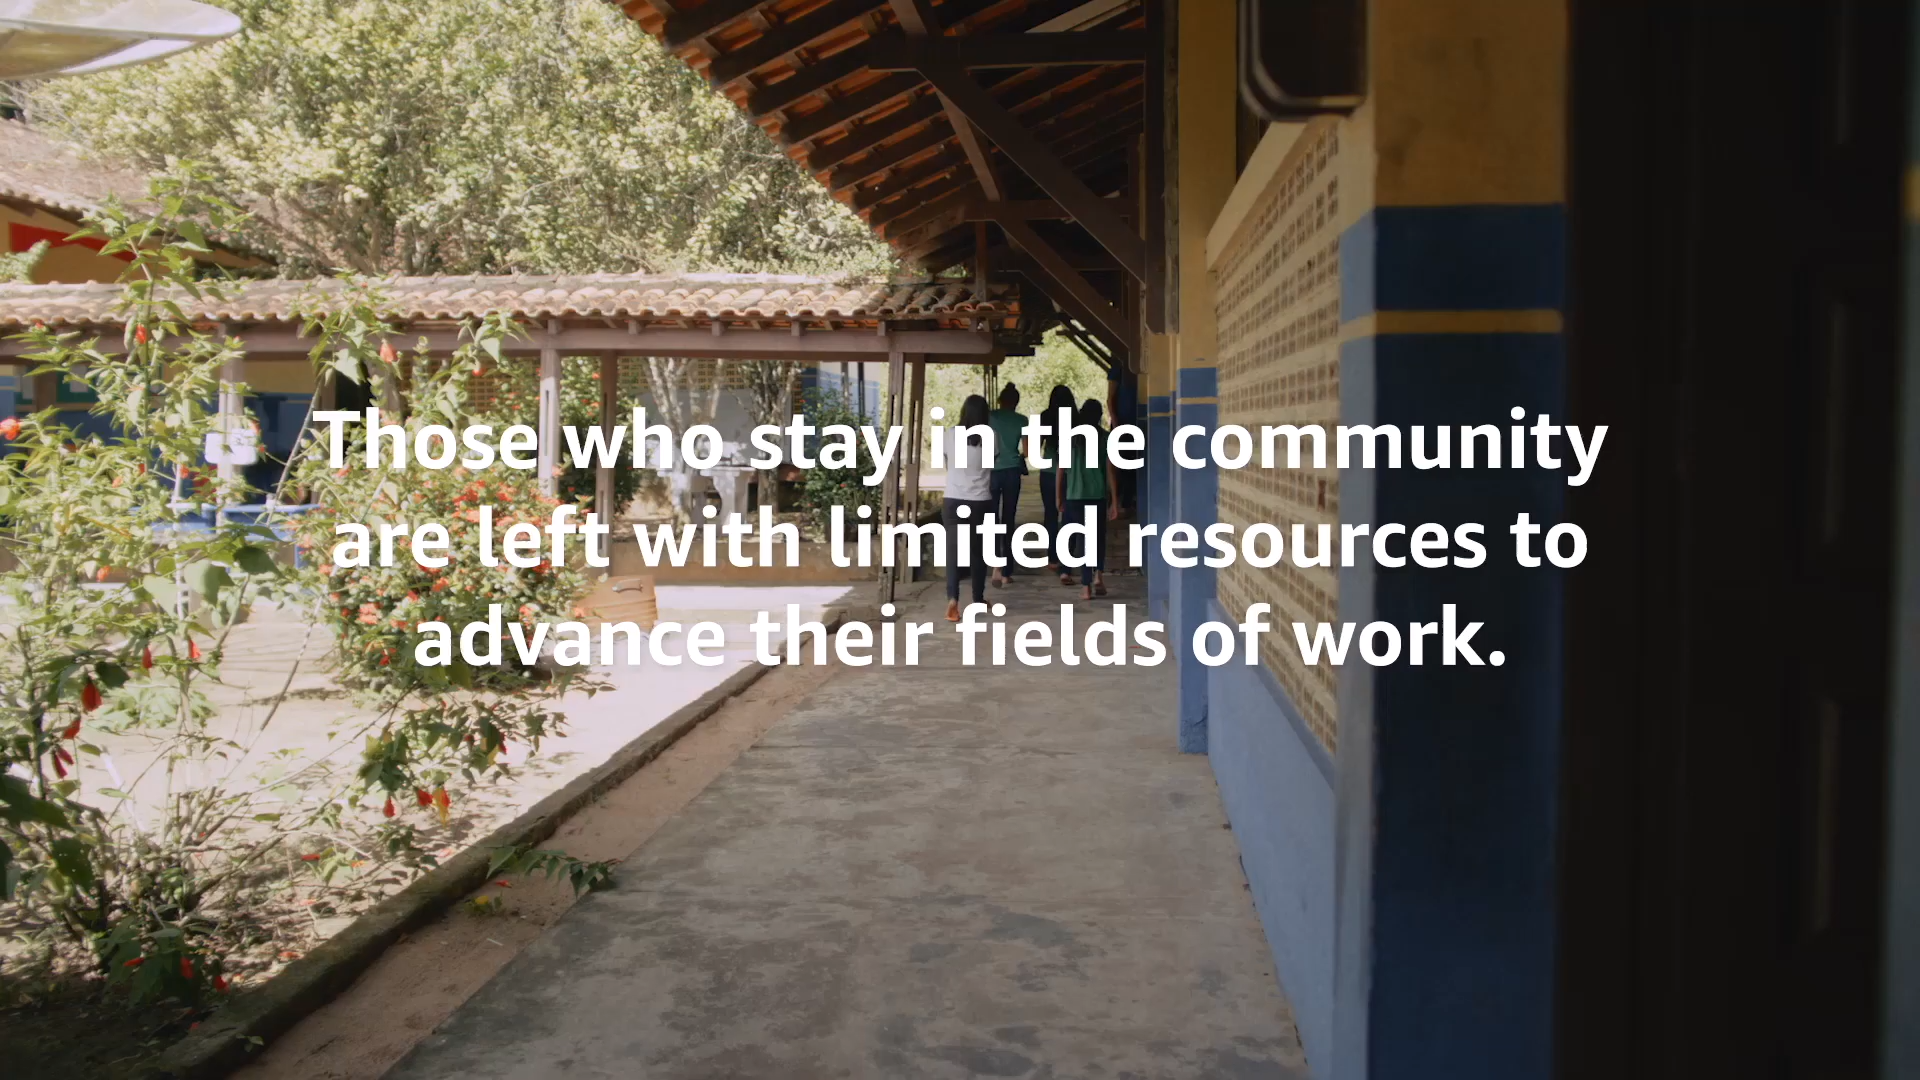 Those who stay in the community
are left with limited resources to
advance their fields of work.